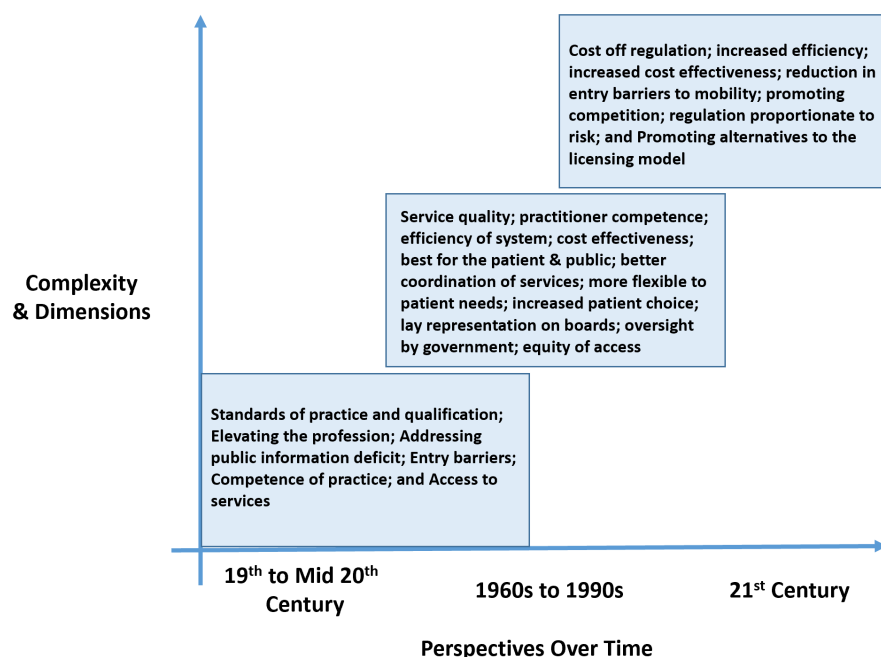 Cost off regulation; increased efficiency;
increased cost effectiveness; reduction in
entry barriers to mobility; promoting
competition; regulation proportionate to
risk; and Promoting alternatives to the
licensing model
Service quality; practitioner competence;
efficiency of system; cost effectiveness;
best for the patient & public; better
coordination of services; more flexible to
patient needs; increased patient choice;
lay representation on boards; oversight
by government; equity of access
Complexity
& Dimensions
Standards of practice and qualification;
Elevating the profession; Addressing
public information deficit; Entry barriers;
Competence of practice; and Access to
services
19th to Mid 20th
Century
1960s to 1990s
21st Century
Perspectives Over Time